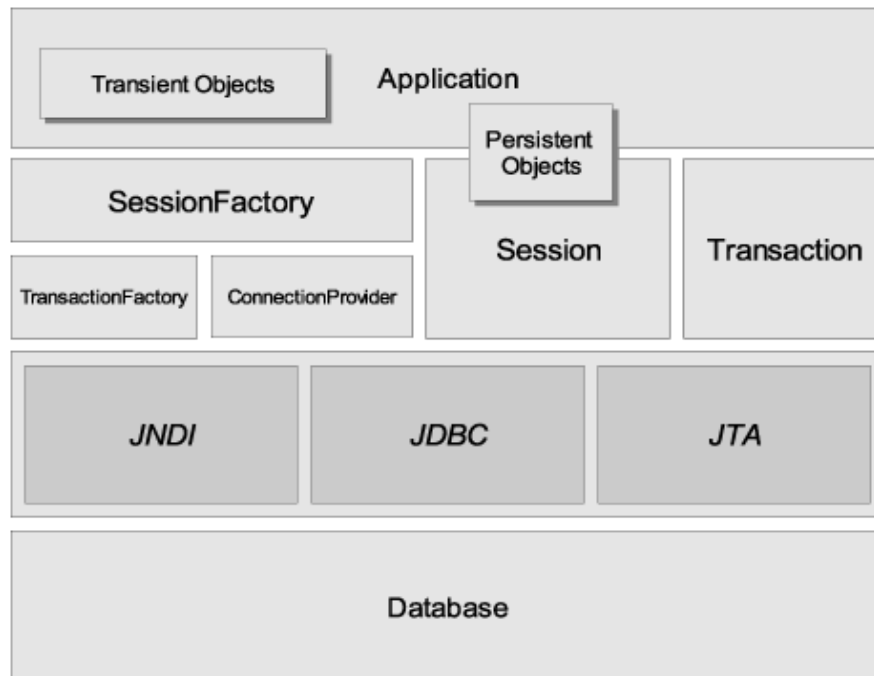 Transient Objects
Application
Persistent
Objects
SessionFactory
Session
Transaction
TransactionFactory
ConnectionProvider
JNDI
JDBC
JTA
Database